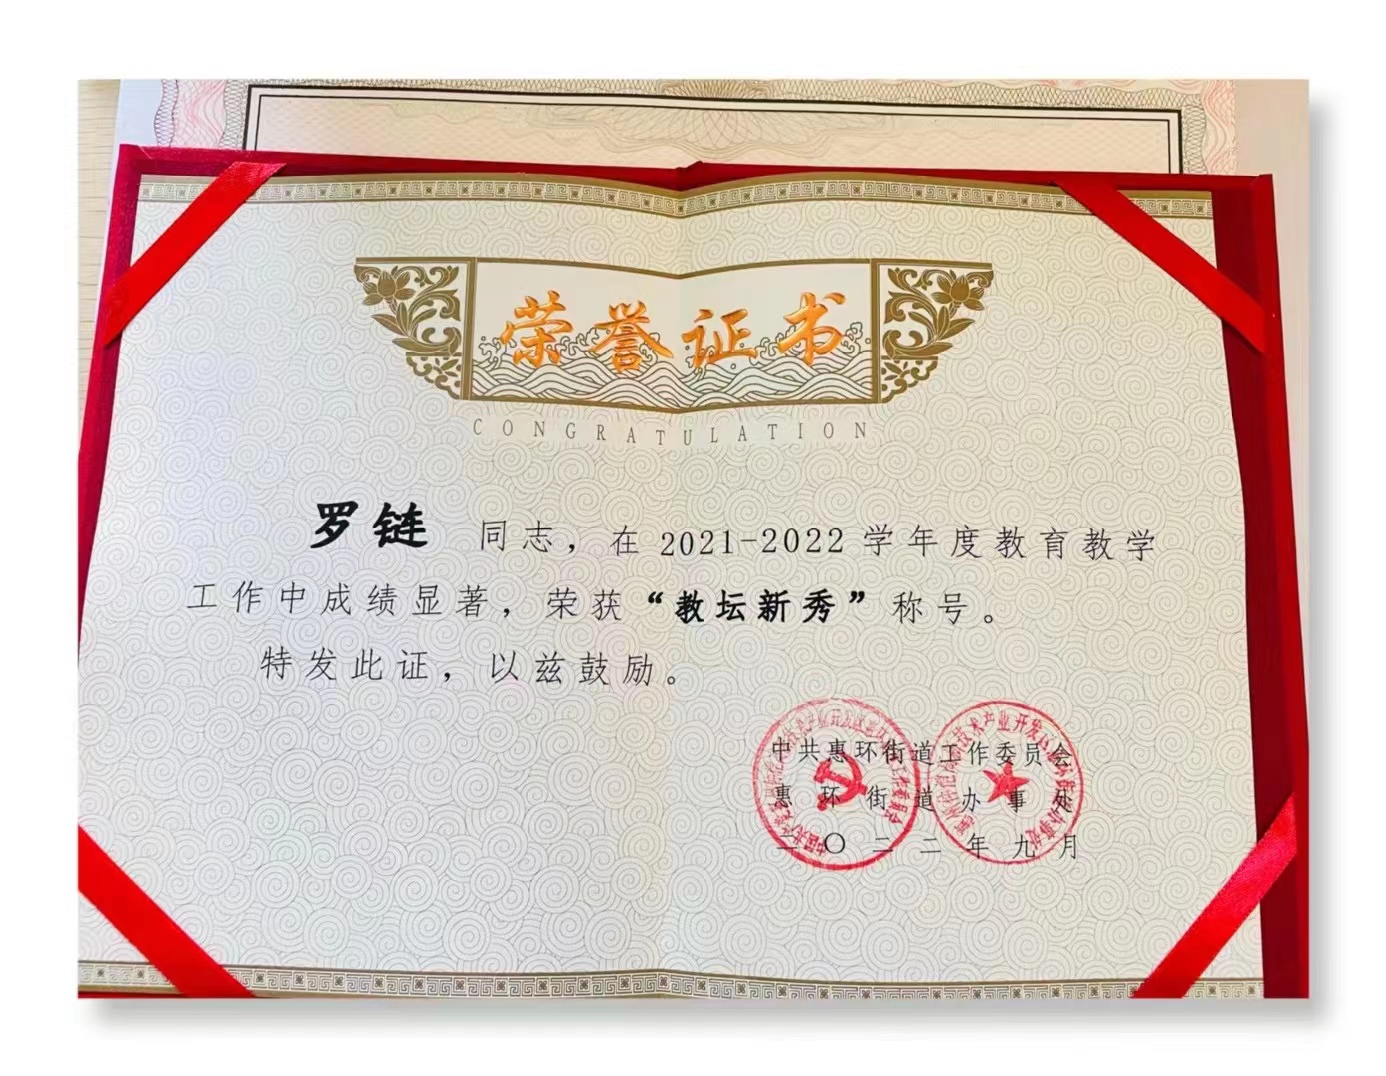 荣誉证书
CONGRATULATION
罗链 同志，在2021-2022学年度教育教学
工作中成绩显著，荣获“教坛新秀”称号。
特发此证，以兹鼓励。
中共惠环街道工作委员会
惠环街道办事处
二〇二二年九月